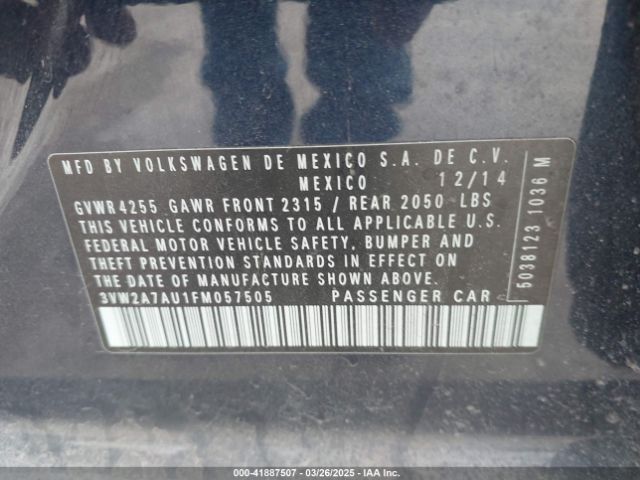 MFD BY VOLKSWAGEN DE MEXICO S.A. DE C.V.
MEXICO 12/14
GVWR 4255 GAWR FRONT 2315 / REAR 2050 LBS
THIS VEHICLE CONFORMS TO ALL APPLICABLE U.S.
FEDERAL MOTOR VEHICLE SAFETY, BUMPER AND
THEFT PREVENTION STANDARDS IN EFFECT ON
THE DATE OF MANUFACTURE SHOWN ABOVE.
3VW2A7AU1FM057505 PASSENGER CAR
5038123 1036 M
000-41887507 - 03/26/2025 - IAA Inc.